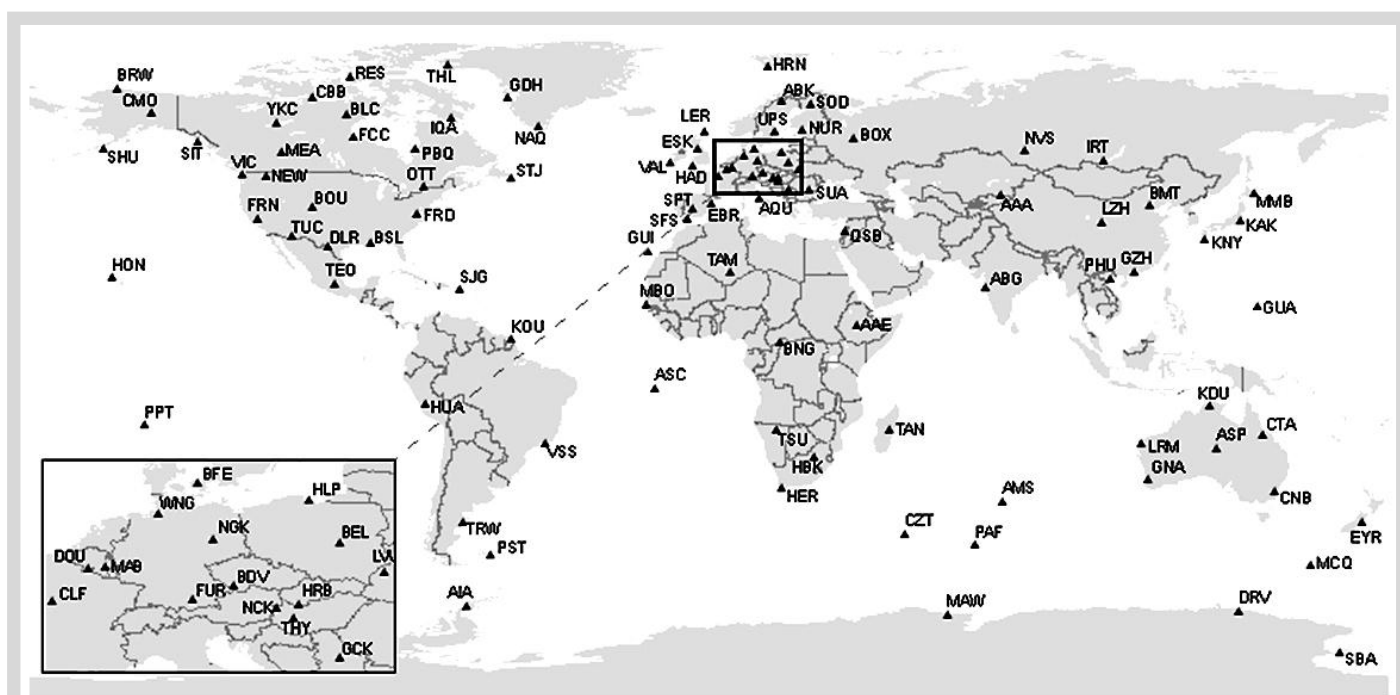 BRW
CMO
SHU
SIT
YKC
CBB
RES
BLC
FCC
MEA
VIC
NEW
THL
IQA
PBQ
OTT
GDH
NAQ
STJ
BOU
FRD
FRN
TUC
DLR
BSL
HON
TEO
SJG
KOU
HUA
PPT
VSS
TRW
PST
AIA
HRN
ABK
SOD
LER
UPS
NUR
BOX
ESK
VAL
HAD
SUA
SPT
EBR
AQU
SFS
GUI
QSB
TAM
MBO
AAE
BNG
ASC
TSU
HBK
HER
TAN
NVS
IRT
AAA
LZH
BMT
MMB
KAK
KNY
PHU
GZH
ABG
GUA
KDU
CTA
LRM
ASP
GNA
CNB
AMS
CZT
PAF
EYR
MCQ
MAW
DRV
SBA
BFE
WNG
HLP
NGK
BEL
DOU
MAB
LVV
CLF
FUR
BDV
HRB
NCK
THY
GCK